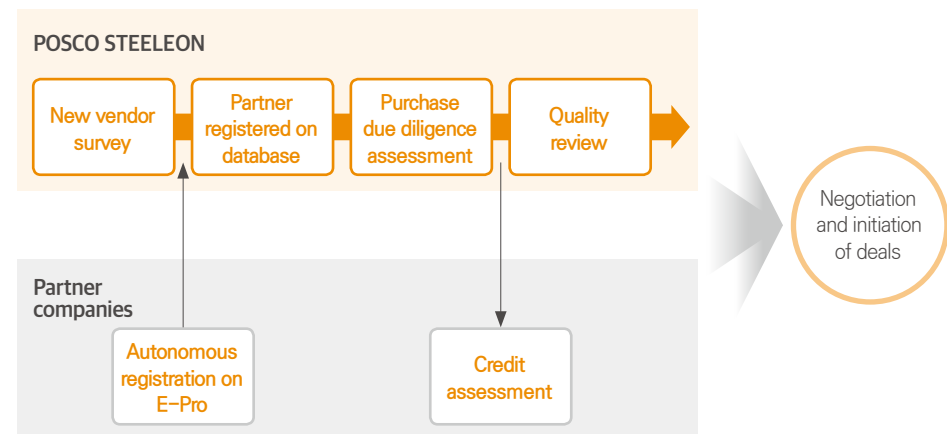 POSCO STEELEON
New vendor
survey
Partner
registered on
database
Purchase
due diligence
assessment
Quality
review
Negotiation
and initiation
of deals
Partner
companies
Autonomous
registration on
E-Pro
Credit
assessment